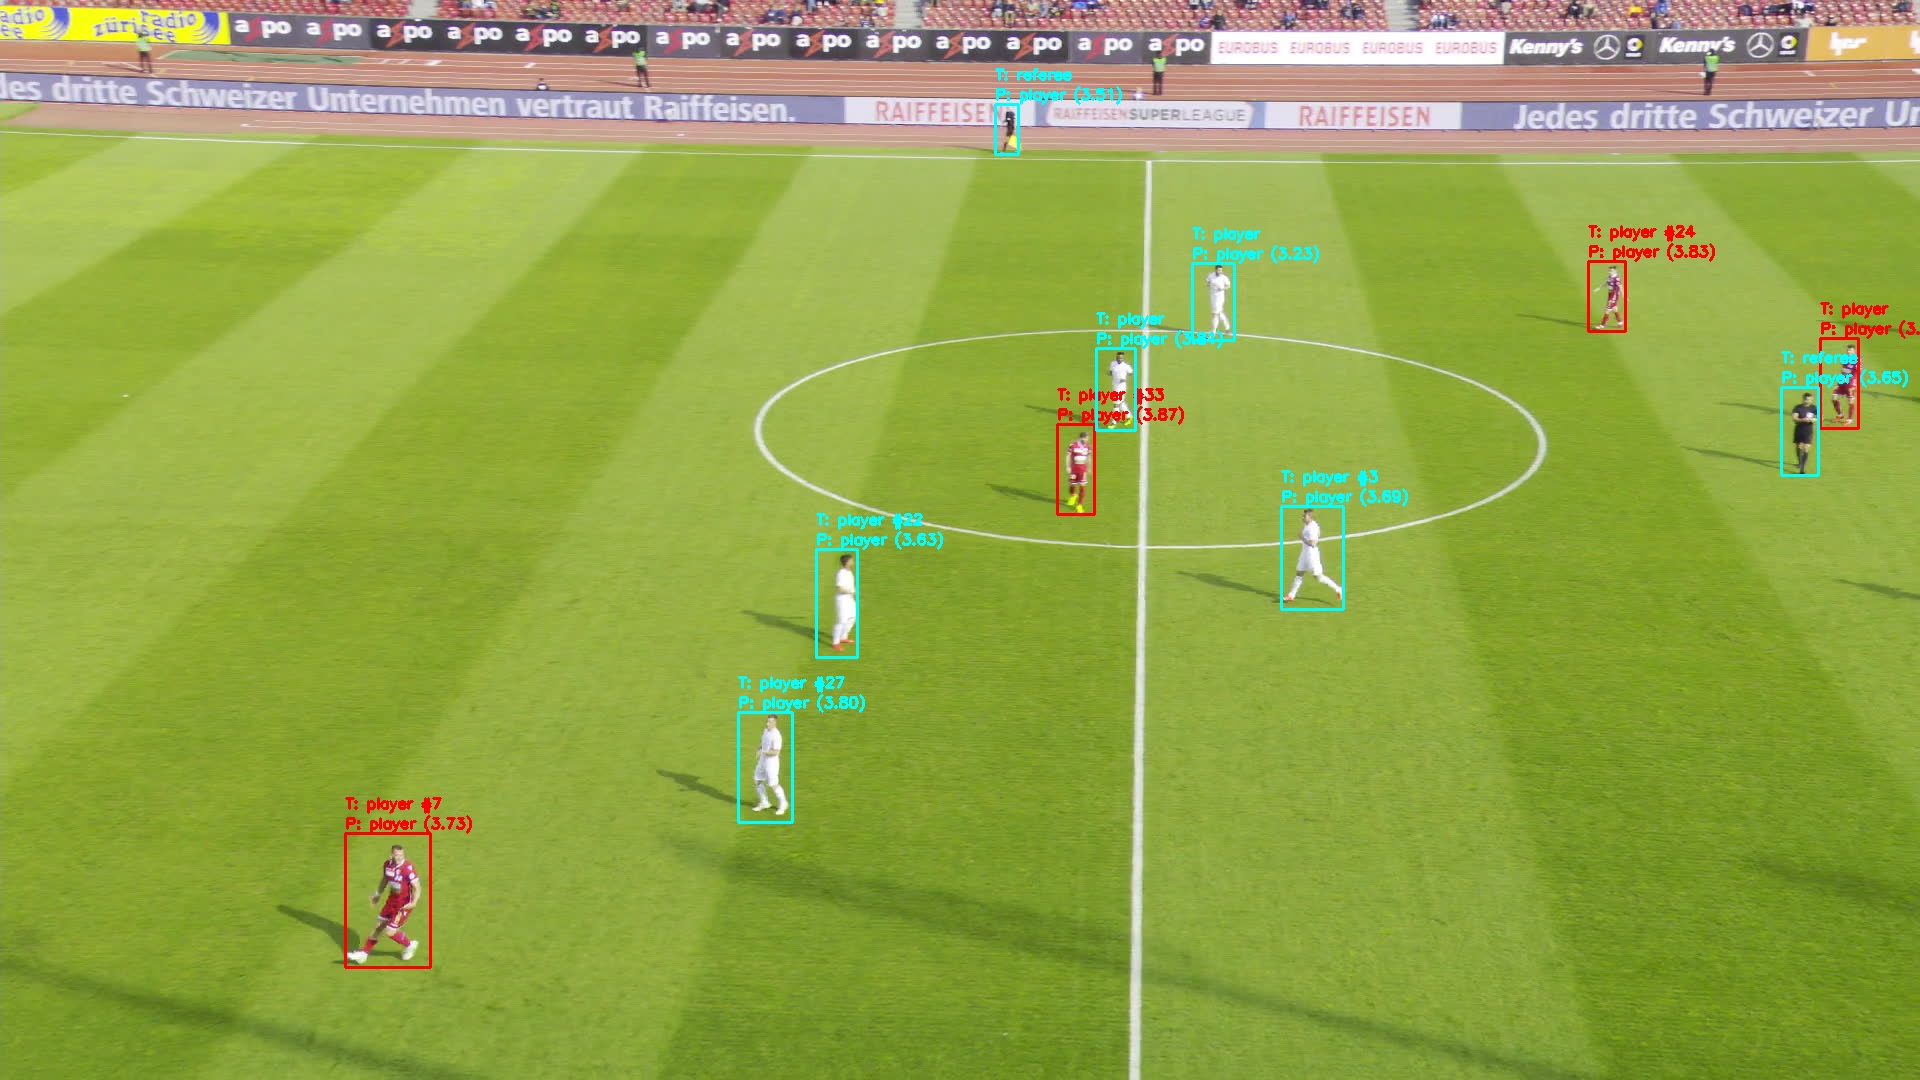 radio
zürisee
radio
apo apo apo apo apo apo apo apo apo apo apo apo apo apo
EUROBUS EUROBUS EUROBUS EUROBUS
Kenny's
Kenny's
des dritte Schweizer Unternehmen vertraut Raiffeisen.
RAIFFEISEN
RAIFFEISEN SUPER LEAGUE
RAIFFEISEN
Jedes dritte Schweizer Un
T: referee
P: player (3.51)
T: player
P: player (3.23)
T: player #24
P: player (3.83)
T: player
P: player (3.
T: player
P: player
T: referee
P: player (3.65)
T: player #33
P: player (3.87)
T: player #3
P: player (3.69)
T: player #22
P: player (3.63)
T: player #27
P: player (3.80)
T: player #7
P: player (3.73)